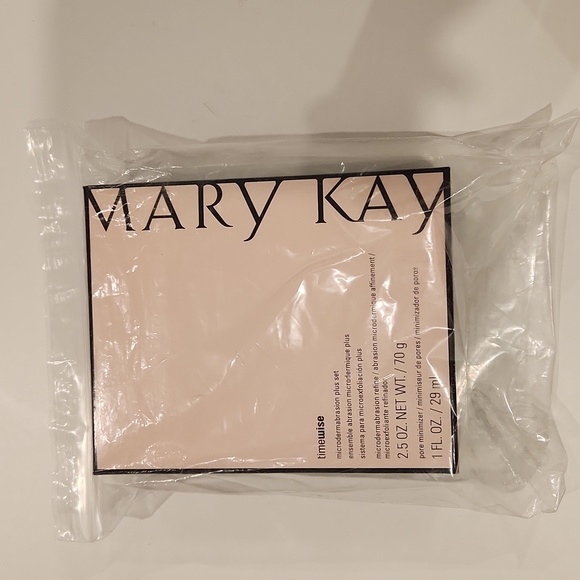 MARY KAY
timewise
microdermabrasion plus set
ensemble abrasion microdermique plus
sistema para microexfoliación plus
microdermabrasion refine / abrasion microdermique affinement /
microexfoliante refinador
2.5 OZ. NET WT. / 70 g
pore minimizer / minimiseur de pores / minimizador de poros
1 FL. OZ. / 29 mL